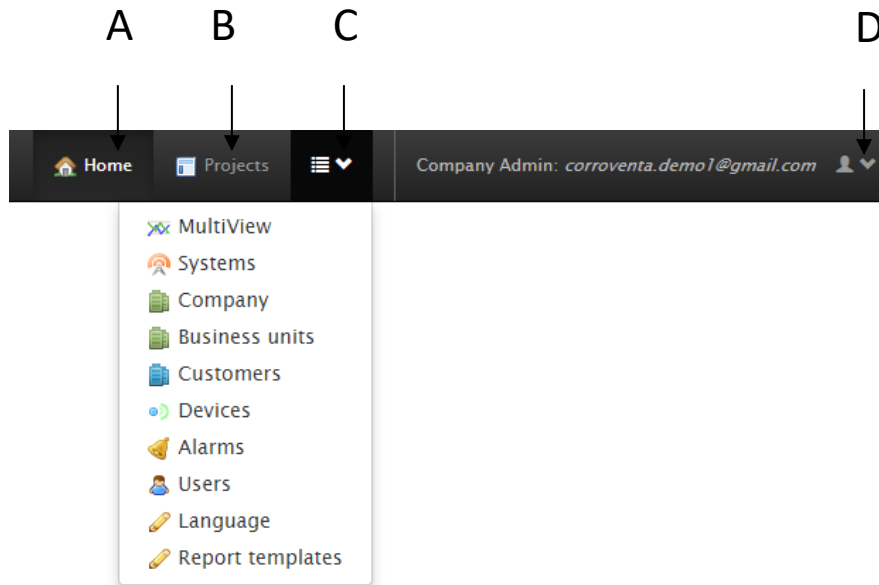 A B C D
Home Projects Company Admin: corroventa.demo1@gmail.com
MultiView
Systems
Company
Business units
Customers
Devices
Alarms
Users
Language
Report templates